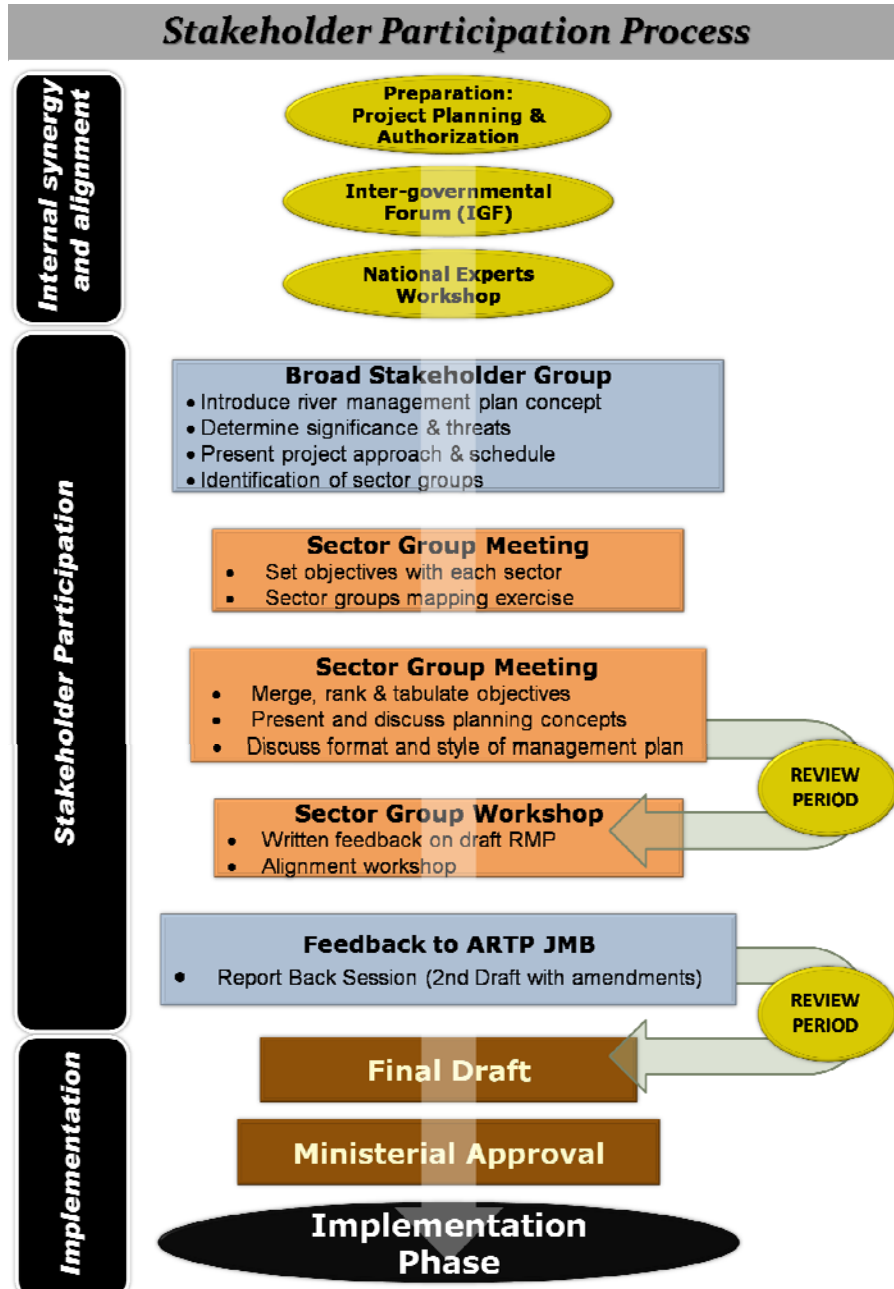 Stakeholder Participation Process
Internal synergy
and alignment
Preparation:
Project Planning &
Authorization
Inter-governmental
Forum (IGF)
National Experts
Workshop
Stakeholder Participation
Broad Stakeholder Group
• Introduce river management plan concept
• Determine significance & threats
• Present project approach & schedule
• Identification of sector groups
Sector Group Meeting
• Set objectives with each sector
• Sector groups mapping exercise
Sector Group Meeting
• Merge, rank & tabulate objectives
• Present and discuss planning concepts
• Discuss format and style of management plan
REVIEW
PERIOD
Sector Group Workshop
• Written feedback on draft RMP
• Alignment workshop
Feedback to ARTP JMB
• Report Back Session (2nd Draft with amendments)
REVIEW
PERIOD
Implementation
Final Draft
Ministerial Approval
Implementation
Phase